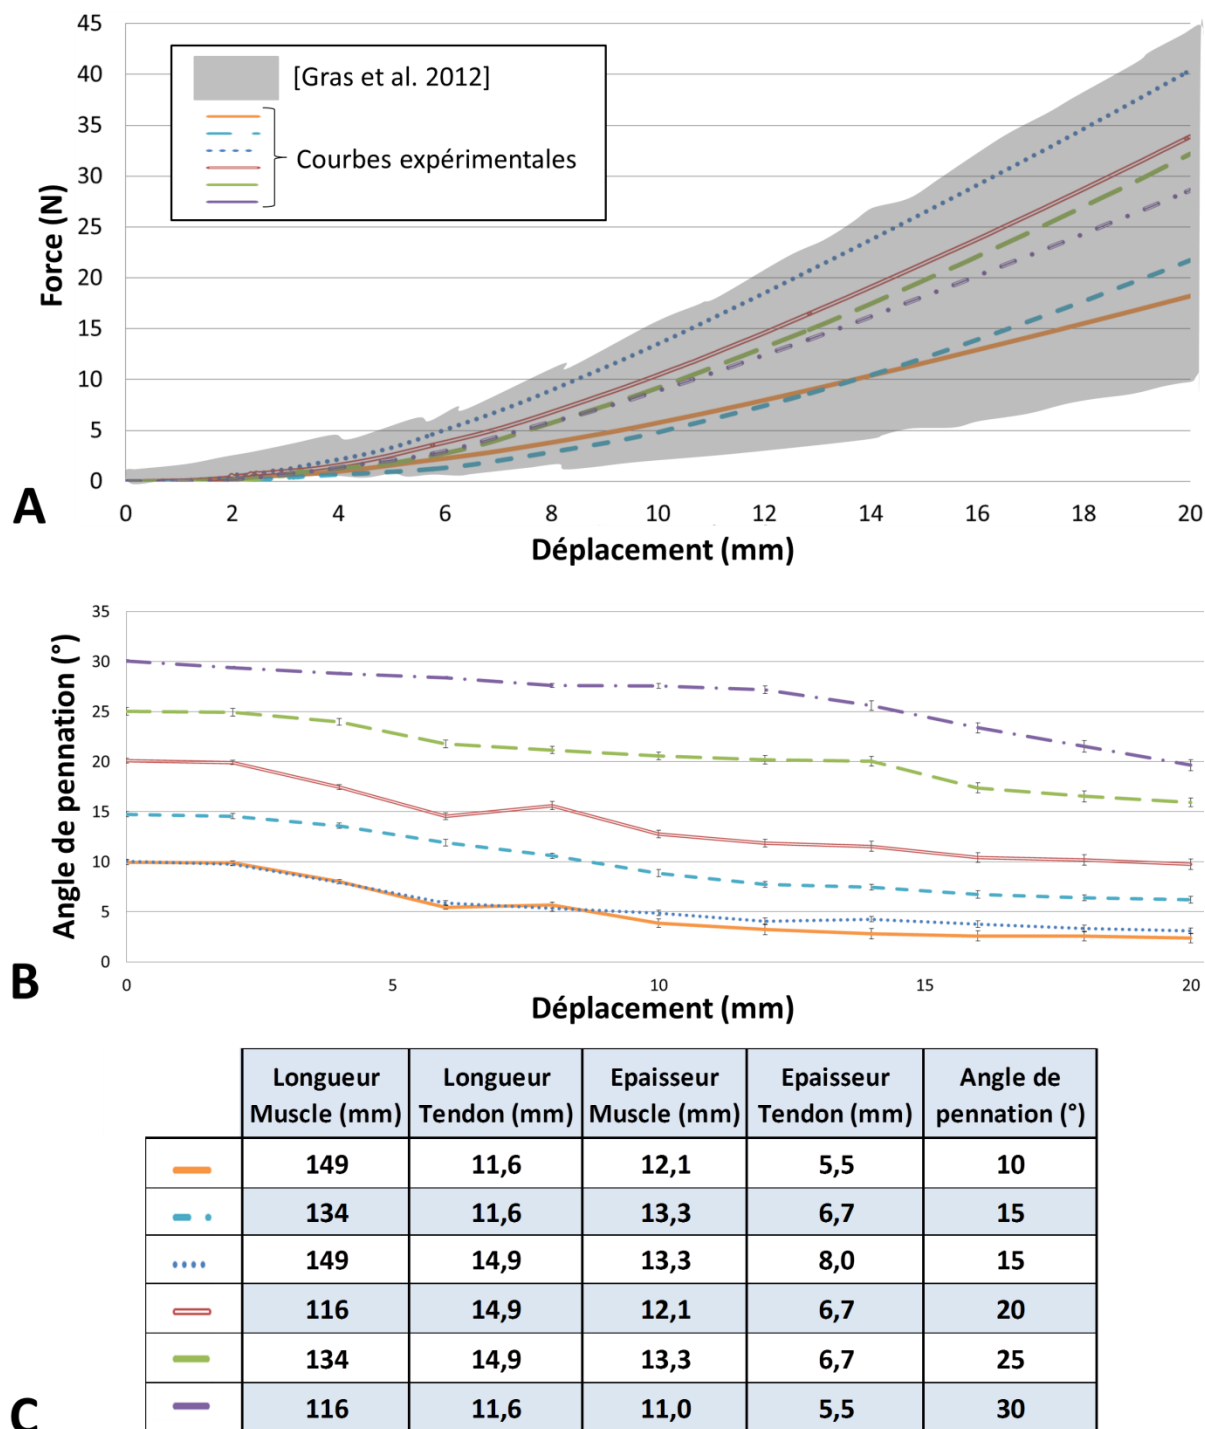 45
40
35
30
25
20
15
10
5
0
Force (N)
[Gras et al. 2012]
Courbes expérimentales
A
0 2 4 6 8 10 12 14 16 18 20
Déplacement (mm)
35
30
25
20
15
10
5
0
Angle de pennation (°)
B
0 5 10 15 20
Déplacement (mm)
Longueur Longueur Epaisseur Epaisseur Angle de
Muscle (mm) Tendon (mm) Muscle (mm) Tendon (mm) pennation (°)
149 11,6 12,1 5,5 10
134 11,6 13,3 6,7 15
149 14,9 13,3 8,0 15
116 14,9 12,1 6,7 20
134 14,9 13,3 6,7 25
116 11,6 11,0 5,5 30
C